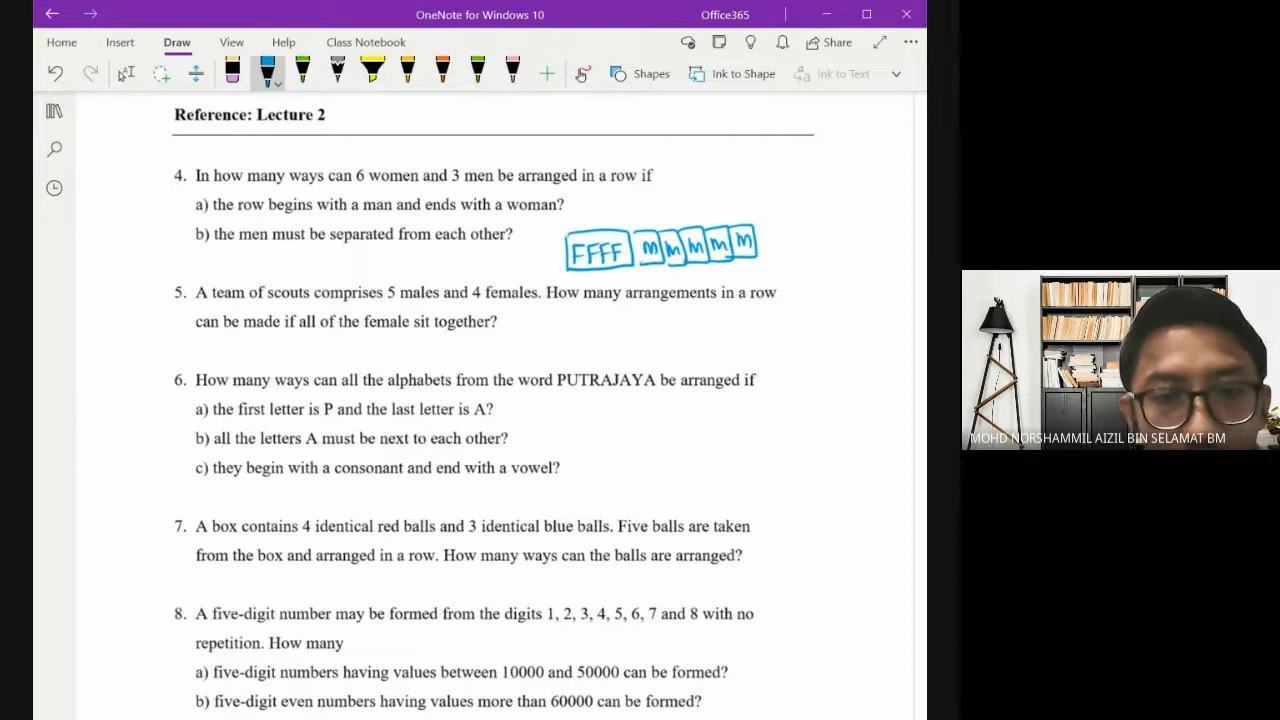 OneNote for Windows 10
Office365
Home Insert Draw View Help Class Notebook
Share
Shapes
Ink to Shape
Ink to Text
Reference: Lecture 2
4. In how many ways can 6 women and 3 men be arranged in a row if
a) the row begins with a man and ends with a woman?
b) the men must be separated from each other?
FFFF m m m m m
5. A team of scouts comprises 5 males and 4 females. How many arrangements in a row
can be made if all of the female sit together?
6. How many ways can all the alphabets from the word PUTRAJAYA be arranged if
a) the first letter is P and the last letter is A?
b) all the letters A must be next to each other?
c) they begin with a consonant and end with a vowel?
7. A box contains 4 identical red balls and 3 identical blue balls. Five balls are taken
from the box and arranged in a row. How many ways can the balls are arranged?
8. A five-digit number may be formed from the digits 1, 2, 3, 4, 5, 6, 7 and 8 with no
repetition. How many
a) five-digit numbers having values between 10000 and 50000 can be formed?
b) five-digit even numbers having values more than 60000 can be formed?
MOHD NORSHAMMIL AIZIL BIN SELAMAT BM